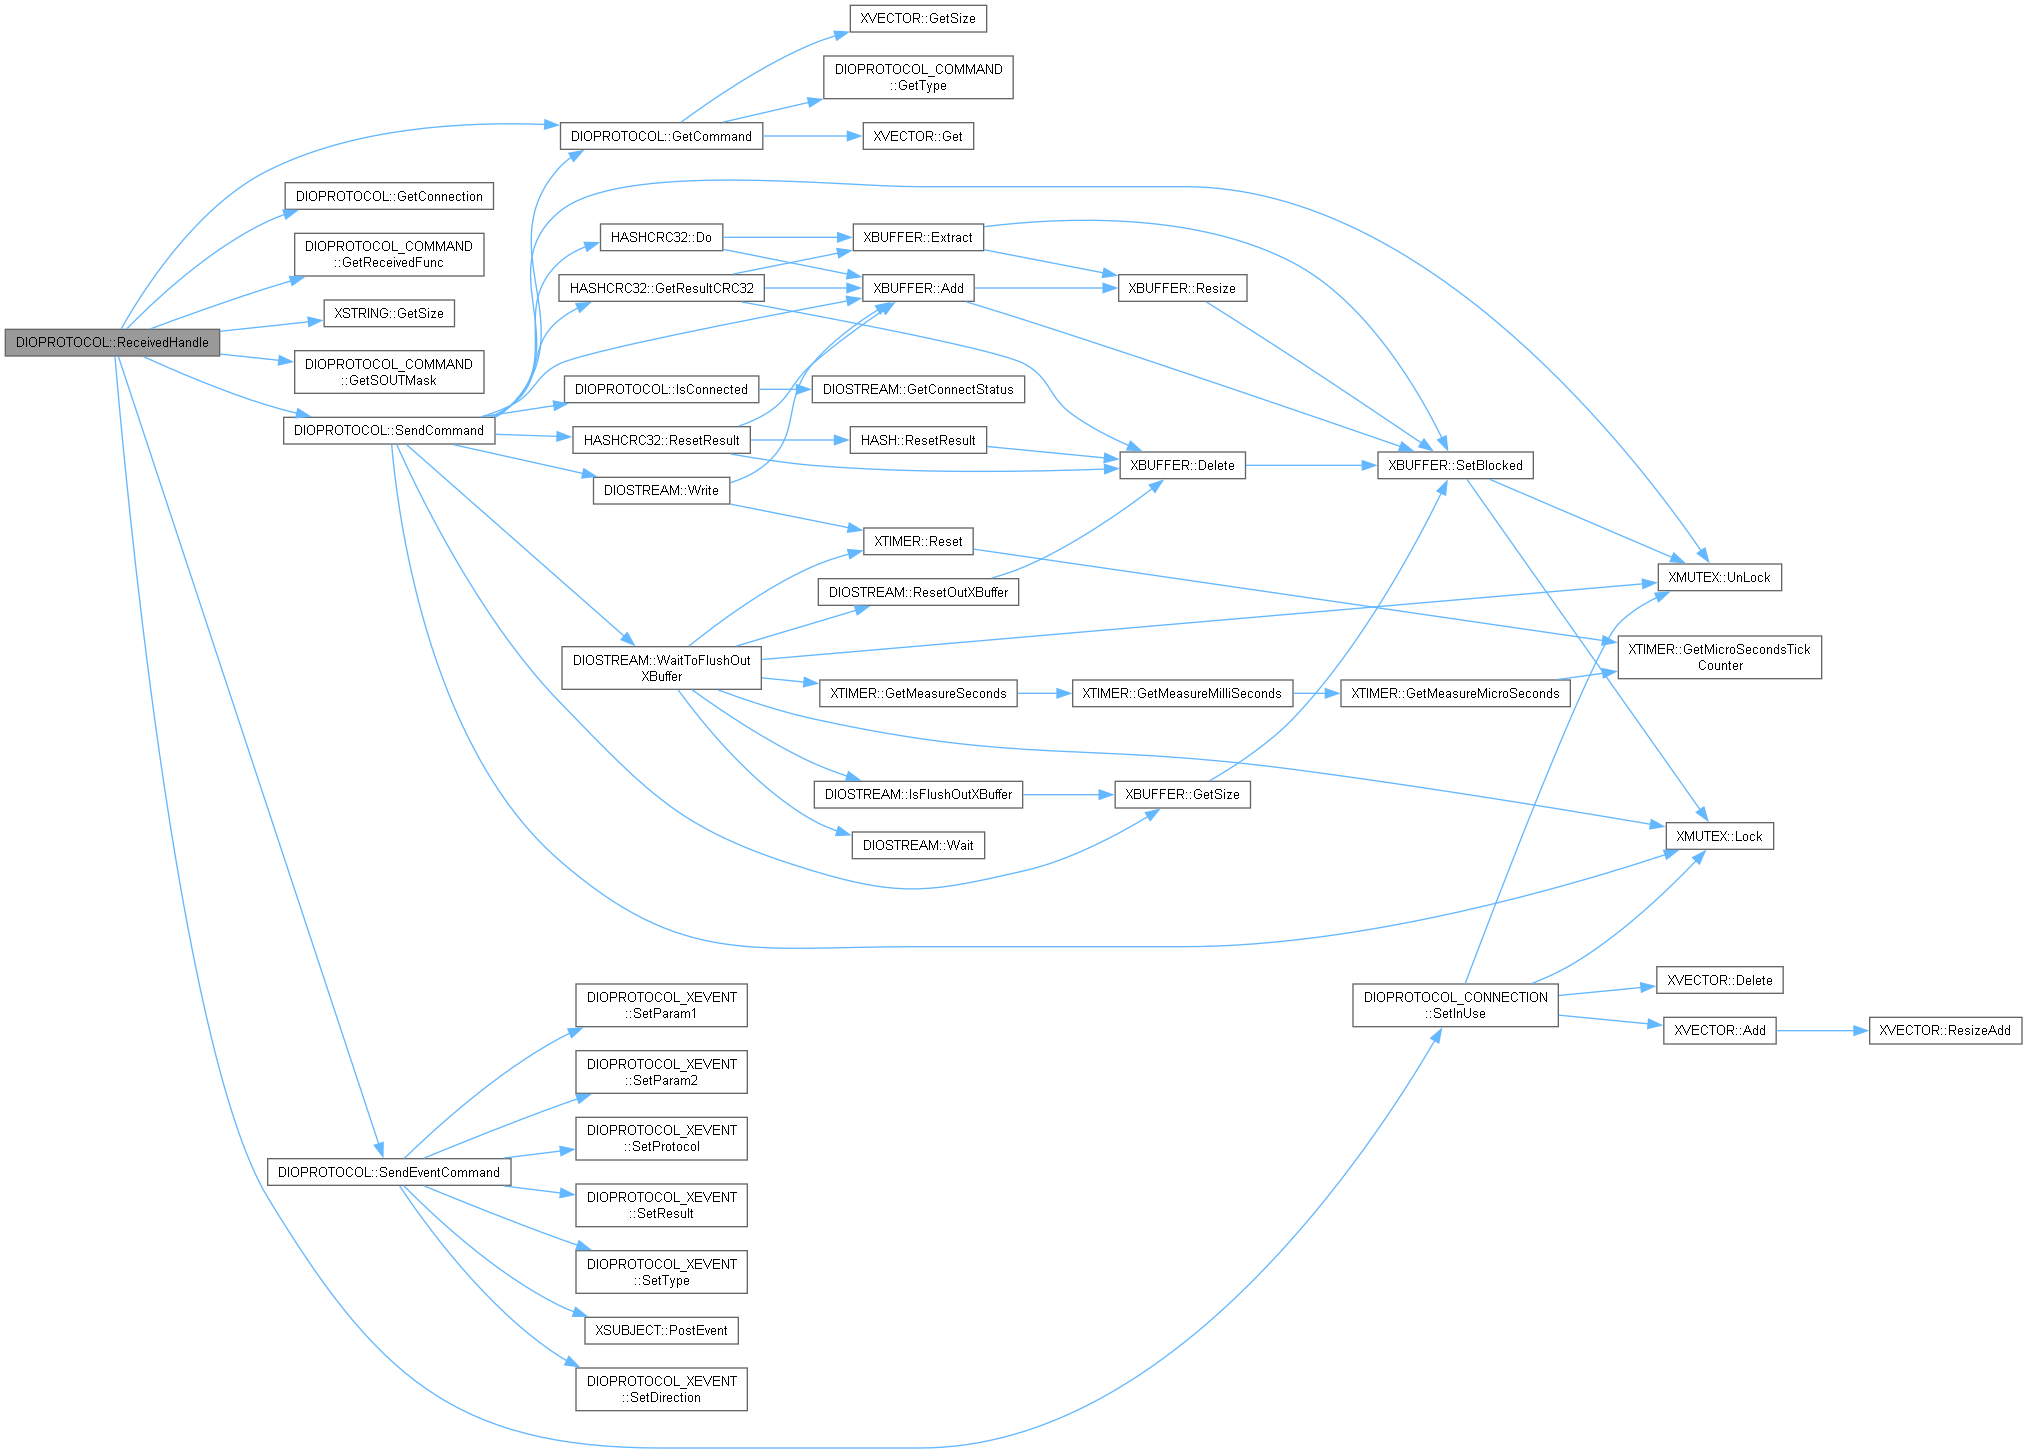 XVECTOR::GetSize
DIOPROTOCOL_COMMAND
::GetType
DIOPROTOCOL::GetCommand
XVECTOR::Get
DIOPROTOCOL::GetConnection
HASHCRC32::Do
XBUFFER::Extract
DIOPROTOCOL_COMMAND
::GetReceivedFunc
HASHCRC32::GetResultCRC32
XBUFFER::Add
XBUFFER::Resize
XSTRING::GetSize
DIOPROTOCOL::ReceivedHandle
DIOPROTOCOL_COMMAND
::GetSOUTMask
DIOPROTOCOL::IsConnected
DIOSTREAM::GetConnectStatus
DIOPROTOCOL::SendCommand
HASHCRC32::ResetResult
HASH::ResetResult
XBUFFER::Delete
XBUFFER::SetBlocked
DIOSTREAM::Write
XTIMER::Reset
XMUTEX::UnLock
DIOSTREAM::ResetOutXBuffer
DIOSTREAM::WaitToFlushOut
XBuffer
XTIMER::GetMicroSecondsTick
Counter
XTIMER::GetMeasureSeconds
XTIMER::GetMeasureMilliSeconds
XTIMER::GetMeasureMicroSeconds
DIOSTREAM::IsFlushOutXBuffer
XBUFFER::GetSize
DIOSTREAM::Wait
XMUTEX::Lock
XVECTOR::Delete
DIOPROTOCOL_XEVENT
::SetParam1
DIOPROTOCOL_CONNECTION
::SetInUse
XVECTOR::Add
XVECTOR::ResizeAdd
DIOPROTOCOL_XEVENT
::SetParam2
DIOPROTOCOL_XEVENT
::SetProtocol
DIOPROTOCOL::SendEventCommand
DIOPROTOCOL_XEVENT
::SetResult
DIOPROTOCOL_XEVENT
::SetType
XSUBJECT::PostEvent
DIOPROTOCOL_XEVENT
::SetDirection